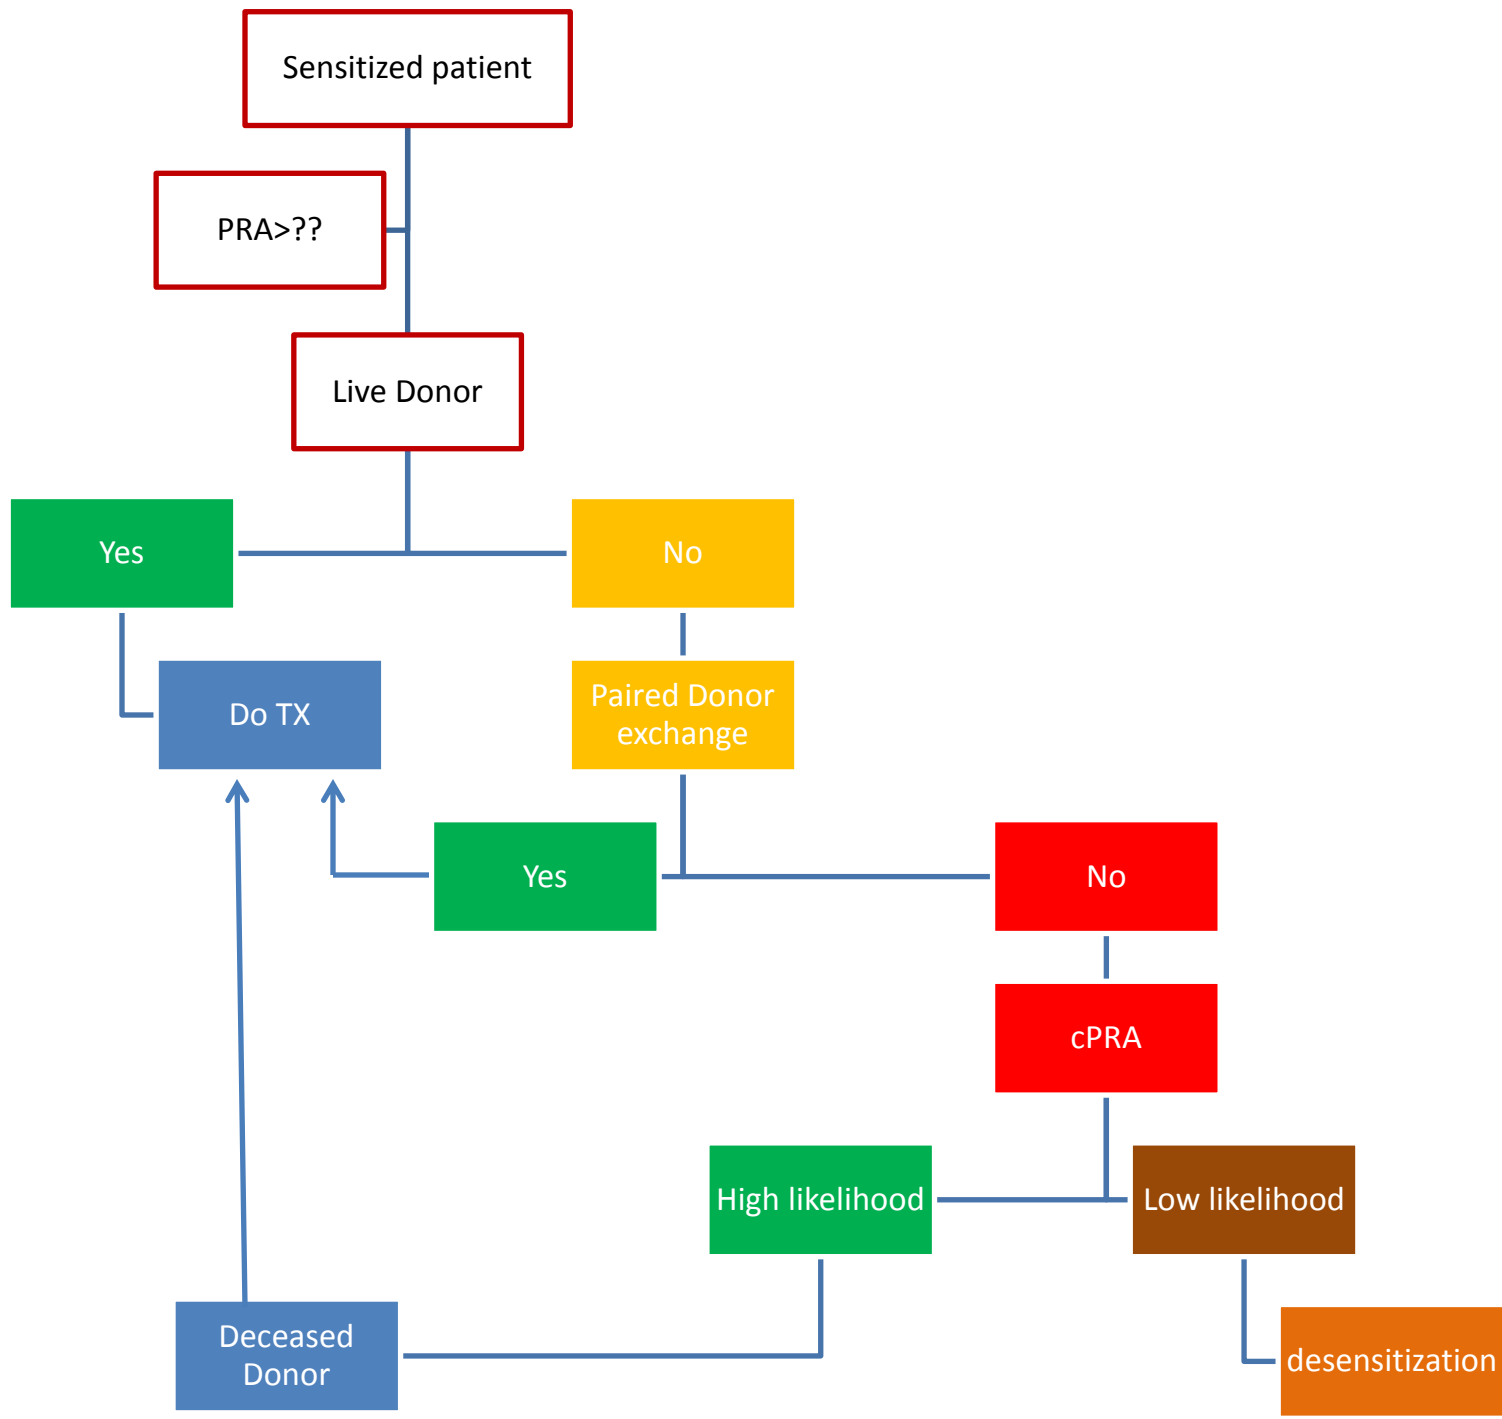 Sensitized patient
PRA>??
Live Donor
Yes
No
Do TX
Paired Donor
exchange
Yes
No
cPRA
High likelihood
Low likelihood
Deceased
Donor
desensitization